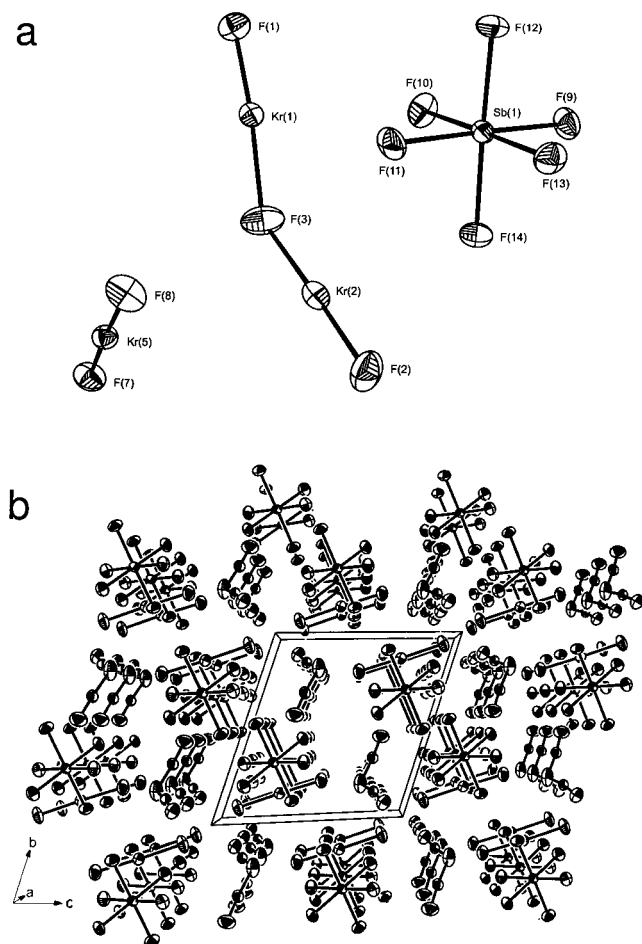 a
F(1)
F(12)
F(10)
F(9)
Kr(1)
Sb(1)
F(11)
F(13)
F(3)
F(14)
Kr(2)
F(8)
Kr(5)
F(2)
F(7)
b
b
a
c